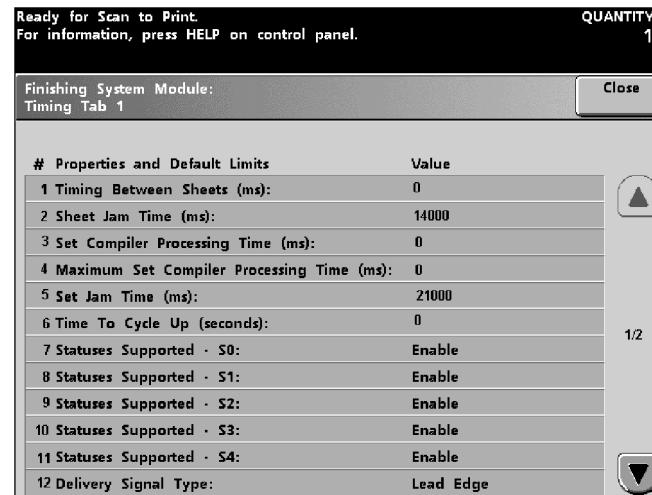 Ready for Scan to Print. QUANTITY
For information, press HELP on control panel. 1
Finishing System Module: Close
Timing Tab 1
# Properties and Default Limits Value
1 Timing Between Sheets (ms): 0
2 Sheet Jam Time (ms): 14000
3 Set Compiler Processing Time (ms): 0
4 Maximum Set Compiler Processing Time (ms): 0
5 Set Jam Time (ms): 21000
6 Time To Cycle Up (seconds): 0
1/2
7 Statuses Supported - S0: Enable
8 Statuses Supported - S1: Enable
9 Statuses Supported - S2: Enable
10 Statuses Supported - S3: Enable
11 Statuses Supported - S4: Enable
12 Delivery Signal Type: Lead Edge